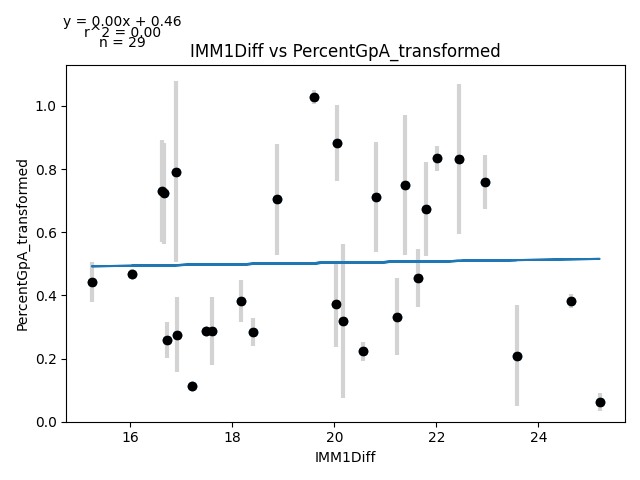 y = 0.00x + 0.46
r^2 = 0.00
n = 29
IMM1Diff vs PercentGpA_transformed
PercentGpA_transformed
1.0
0.8
0.6
0.4
0.2
0.0
16 18 20 22 24
IMM1Diff